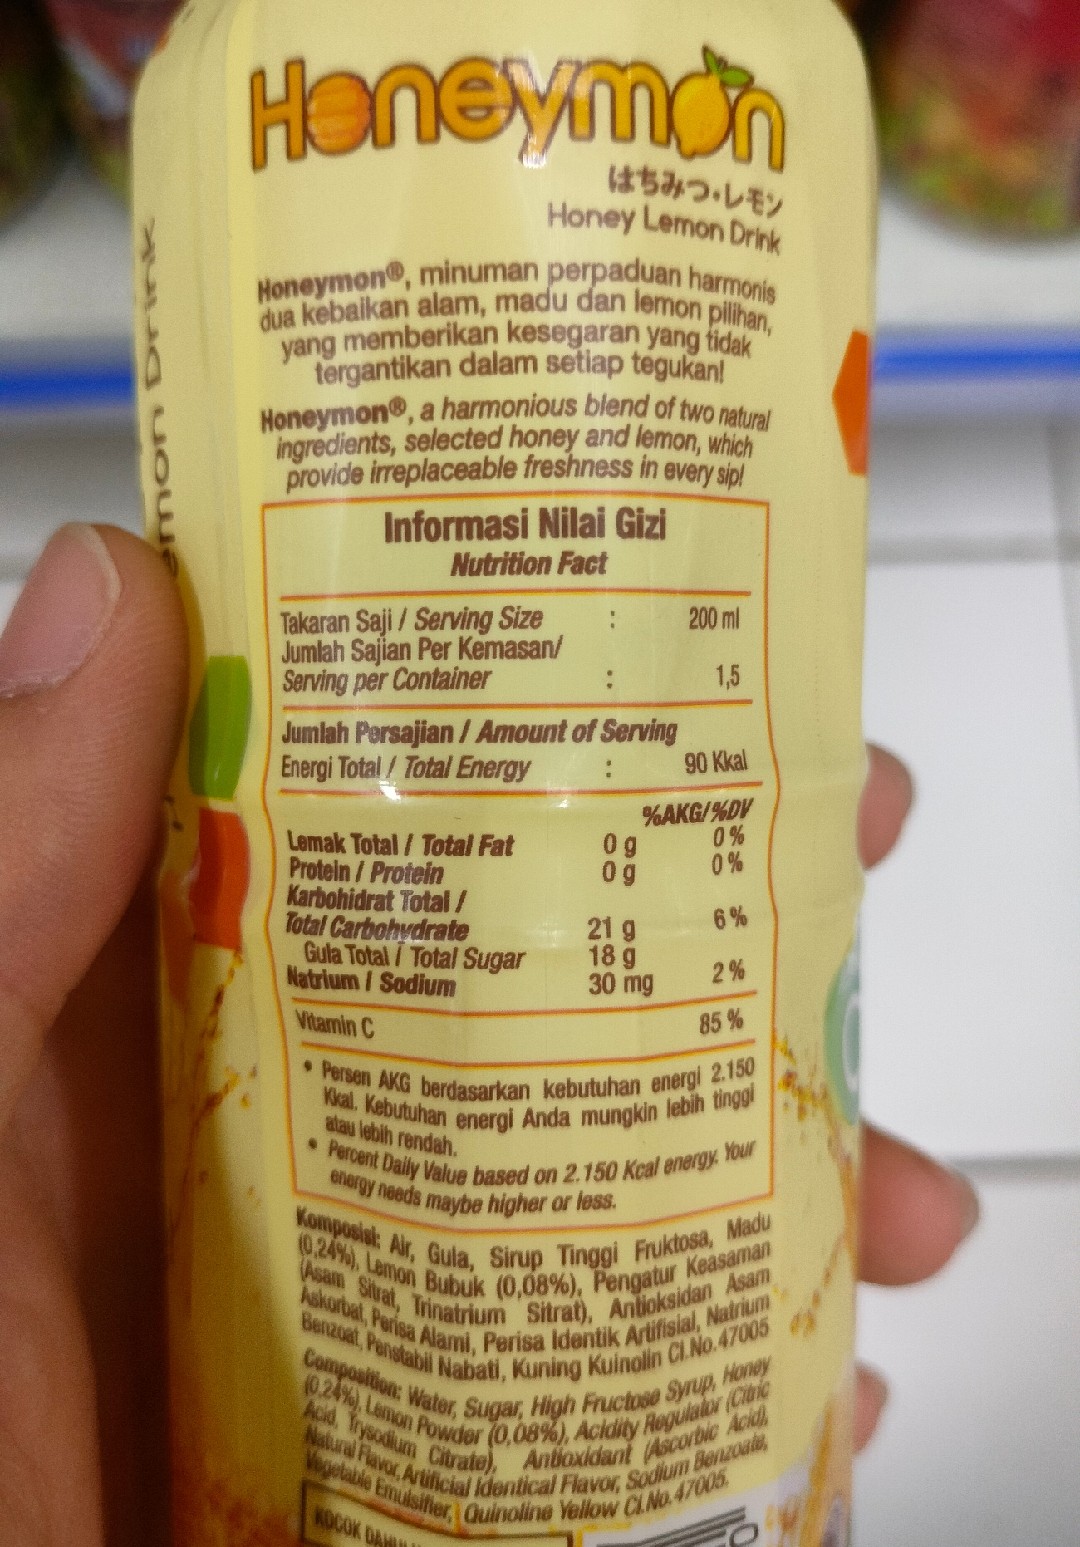 Honeymon
はちみつ・レモン
Honey Lemon Drink
Honeymon®, minuman perpaduan harmonis
dua kebaikan alam, madu dan lemon pilihan,
yang memberikan kesegaran yang tidak
tergantikan dalam setiap tegukan!
Honeymon®, a harmonious blend of two natural
ingredients, selected honey and lemon, which
provide irreplaceable freshness in every sip!
Informasi Nilai Gizi
Nutrition Fact
Takaran Saji / Serving Size : 200 ml
Jumlah Sajian Per Kemasan/
Serving per Container : 1,5
Jumlah Persajian / Amount of Serving
Energi Total / Total Energy : 90 Kkal
%AKG/%DV
Lemak Total / Total Fat 0 g 0 %
Protein / Protein 0 g 0 %
Karbohidrat Total /
Total Carbohydrate 21 g 6 %
Gula Total / Total Sugar 18 g
Natrium / Sodium 30 mg 2 %
Vitamin C 85 %
• Persen AKG berdasarkan kebutuhan energi 2.150
Kkal. Kebutuhan energi Anda mungkin lebih tinggi
atau lebih rendah.
• Percent Daily Value based on 2.150 Kcal energy. Your
energy needs maybe higher or less.
Komposisi: Air, Gula, Sirup Tinggi Fruktosa, Madu
(0,24%), Lemon Bubuk (0,08%), Pengatur Keasaman
(Asam Sitrat, Trinatrium Sitrat), Antioksidan Asam
Askorbat, Perisa Alami, Perisa Identik Artifisial, Natrium
Benzoat, Penstabil Nabati, Kuning Kuinolin CI.No. 47005
Composition: Water, Sugar, High Fructose Syrup, Honey
(0,24%), Lemon Powder (0,08%), Acidity Regulator (Citric
Acid, Trysodium Citrate), Antioxidant (Ascorbic Acid),
Natural Flavor, Artificial Identical Flavor, Sodium Benzoate,
Vegetable Emulsifier, Quinoline Yellow CI.No. 47005.
KOCOK
emon Drink